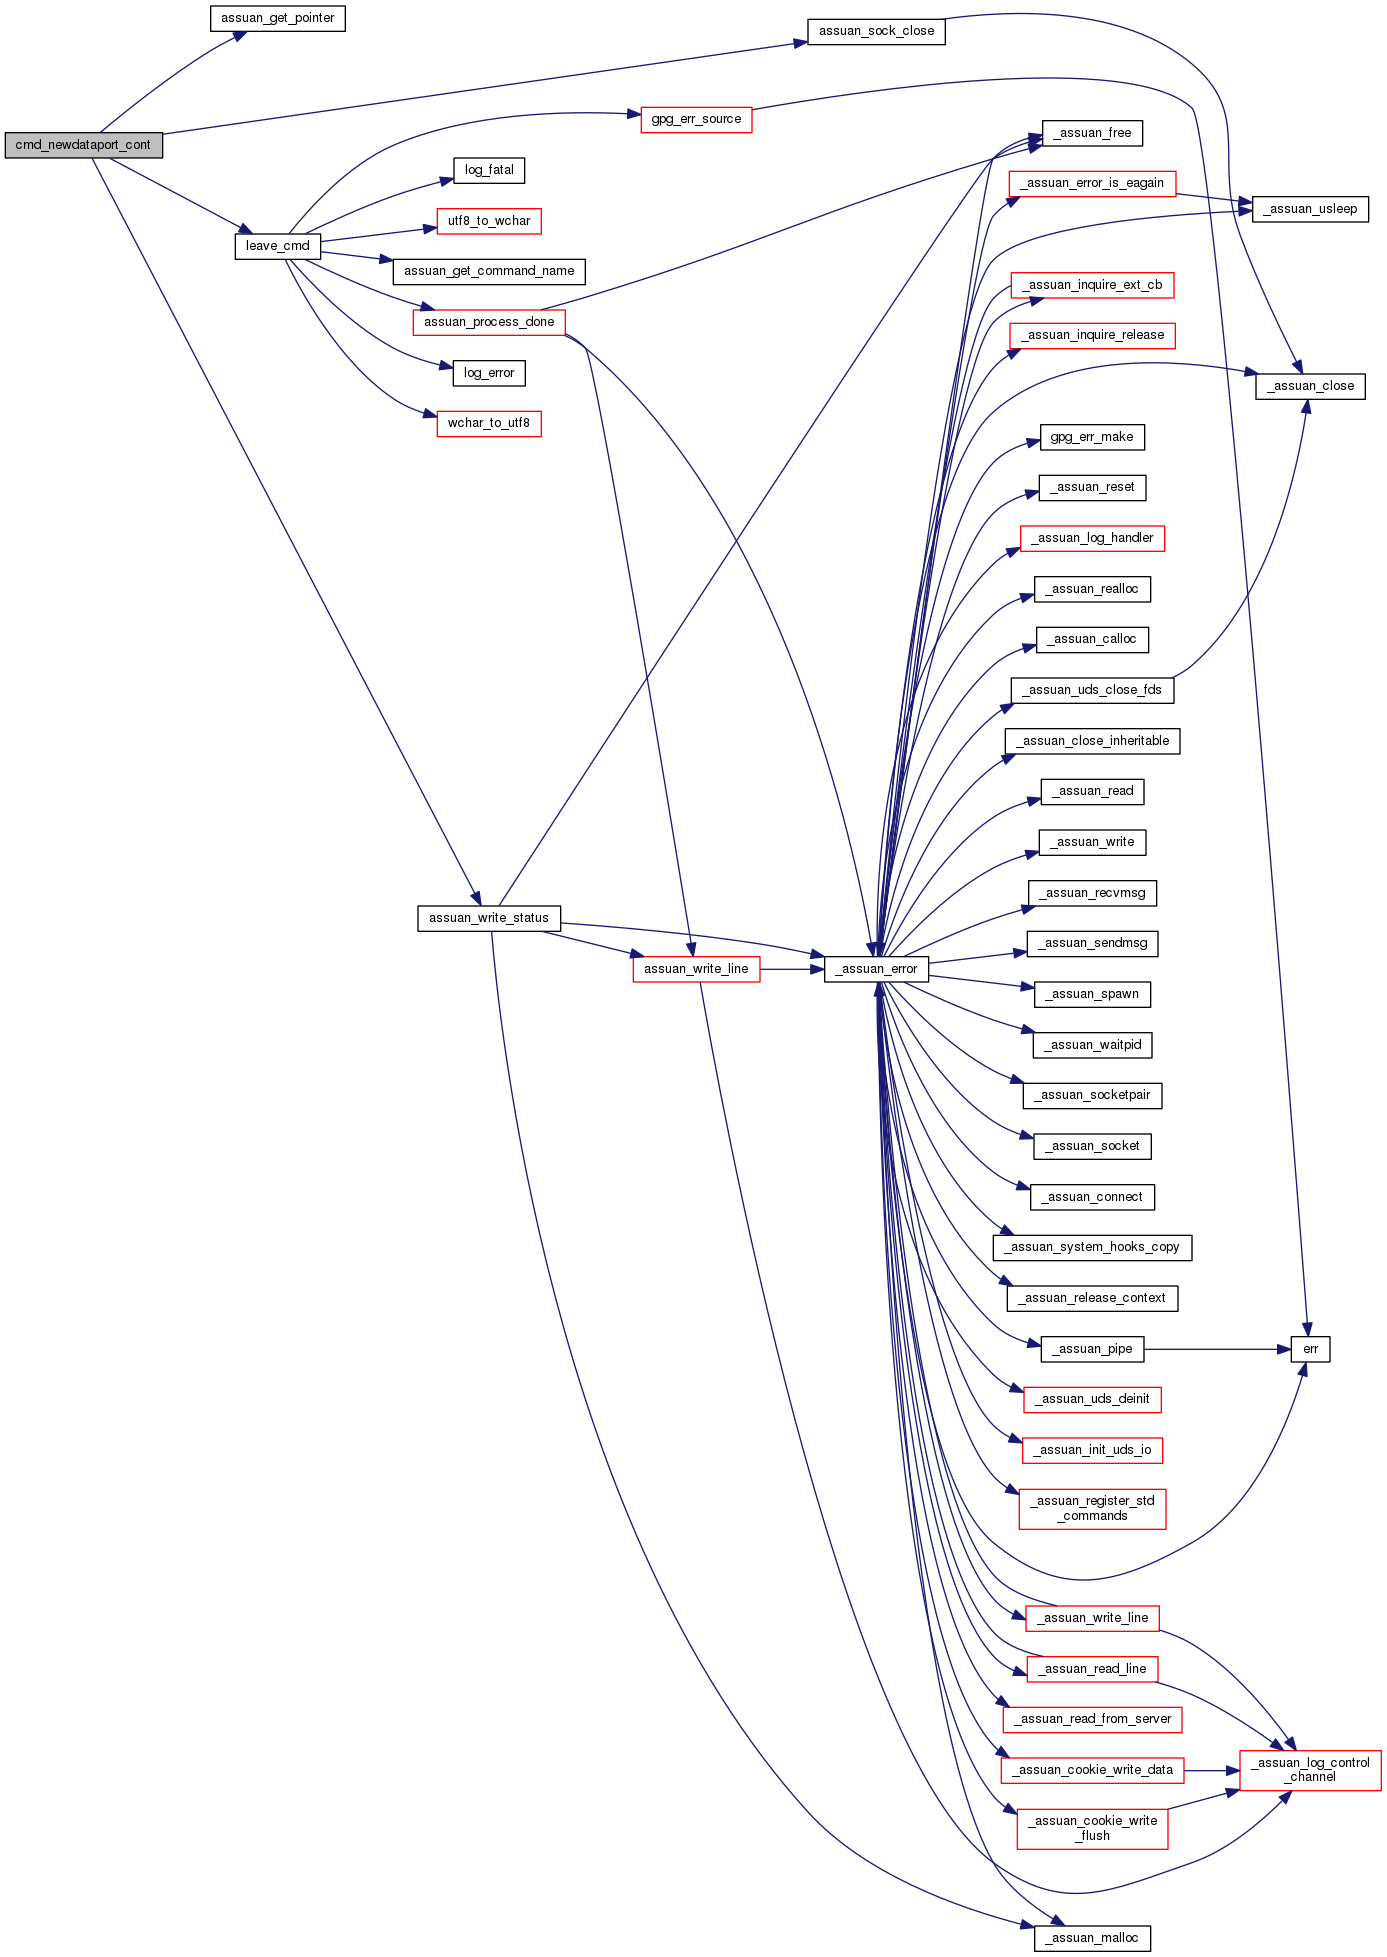 assuan_get_pointer
assuan_sock_close
gpg_err_source
_assuan_free
cmd_newdataport_cont
log_fatal
_assuan_error_is_eagain
_assuan_usleep
utf8_to_wchar
leave_cmd
assuan_get_command_name
_assuan_inquire_ext_cb
assuan_process_done
_assuan_inquire_release
log_error
_assuan_close
wchar_to_utf8
gpg_err_make
_assuan_reset
_assuan_log_handler
_assuan_realloc
_assuan_calloc
_assuan_uds_close_fds
_assuan_close_inheritable
_assuan_read
_assuan_write
_assuan_recvmsg
assuan_write_status
_assuan_sendmsg
assuan_write_line
_assuan_error
_assuan_spawn
_assuan_waitpid
_assuan_socketpair
_assuan_socket
_assuan_connect
_assuan_system_hooks_copy
_assuan_release_context
_assuan_pipe
err
_assuan_uds_deinit
_assuan_init_uds_io
_assuan_register_std
_commands
_assuan_write_line
_assuan_read_line
_assuan_read_from_server
_assuan_cookie_write_data
_assuan_log_control
_channel
_assuan_cookie_write
_flush
_assuan_malloc